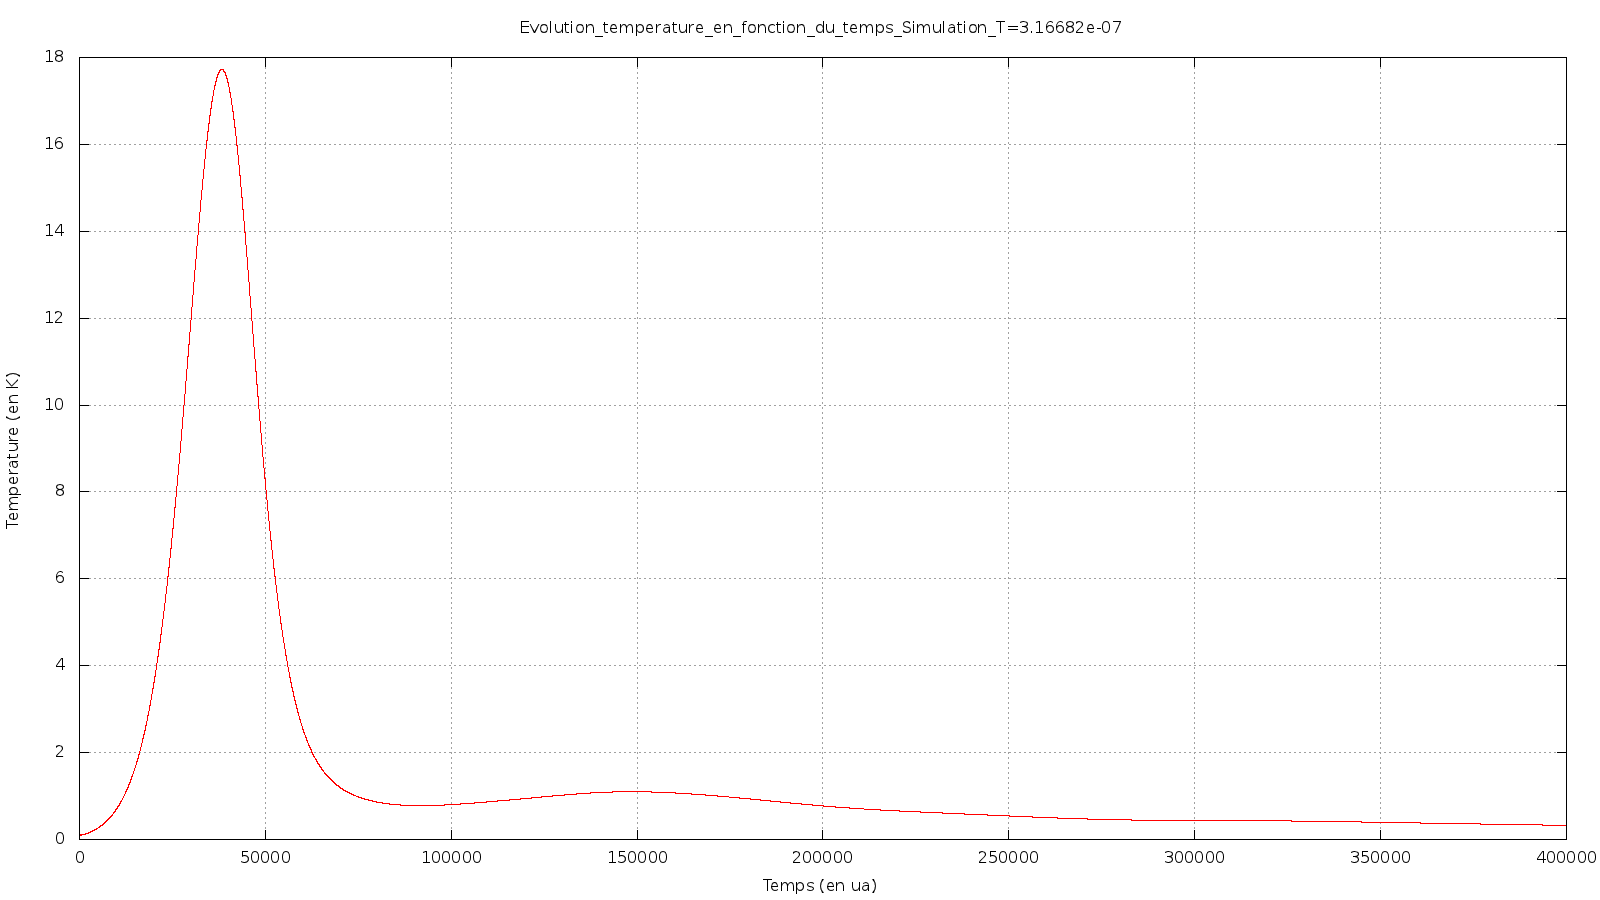 Evolution_temperature_en_fonction_du_temps_Simulation_T=3.16682e-07
18
16
14
12
10
8
6
4
2
0
Temperature (en K)
0 50000 100000 150000 200000 250000 300000 350000 400000
Temps (en ua)